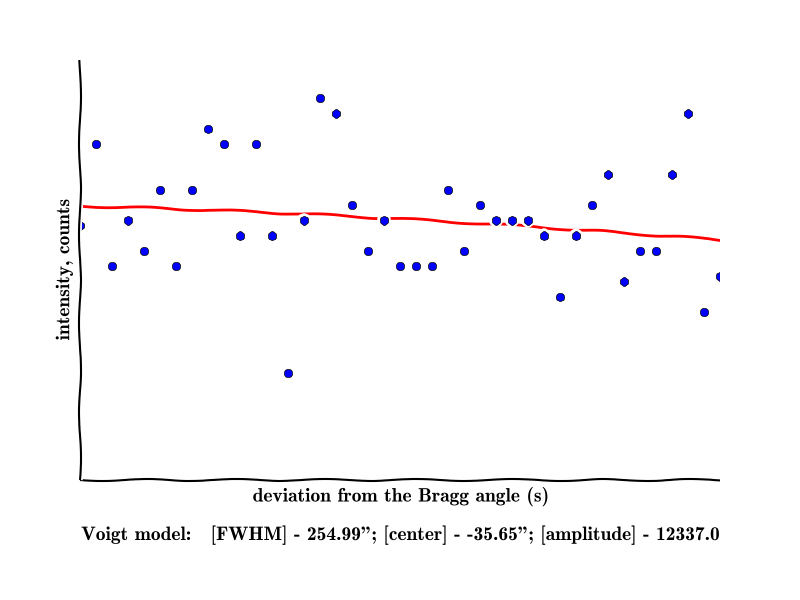 intensity, counts
deviation from the Bragg angle (s)
Voigt model: [FWHM] - 254.99”; [center] - -35.65”; [amplitude] - 12337.0